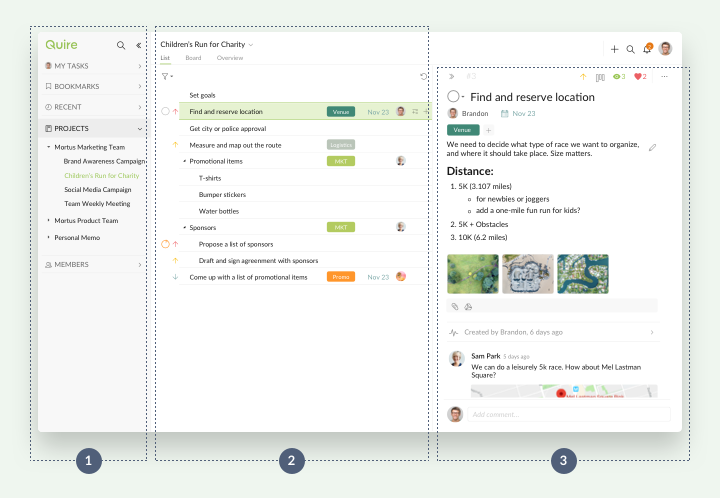 Quire
MY TASKS
BOOKMARKS
RECENT
PROJECTS
Mortus Marketing Team
Brand Awareness Campaign
Children's Run for Charity
Social Media Campaign
Team Weekly Meeting
Mortus Product Team
Personal Memo
MEMBERS
Children's Run for Charity
List Board Overview
Set goals
Find and reserve location Venue Nov 23
Get city or police approval
Measure and map out the route Logistic
Promotional items MKT
T-shirts
Bumper stickers
Water bottles
Sponsors MKT
Propose a list of sponsors
Draft and sign agreement with sponsors
Come up with a list of promotional items Promo Nov 23
#3 3 2
Find and reserve location
Brandon Nov 23
Venue
We need to decide what type of race we want to organize,
and where it should take place. Size matters.
Distance:
1. 5K (3.107 miles)
for newbies or joggers
add a one-mile fun run for kids?
2. 5K + Obstacles
3. 10K (6.2 miles)
Created by Brandon, 6 days ago
Sam Park 5 days ago
We can do a leisurely 5k race. How about Mel Lastman
Square?
Mel Lastman Square
Add comment...
1
2
3